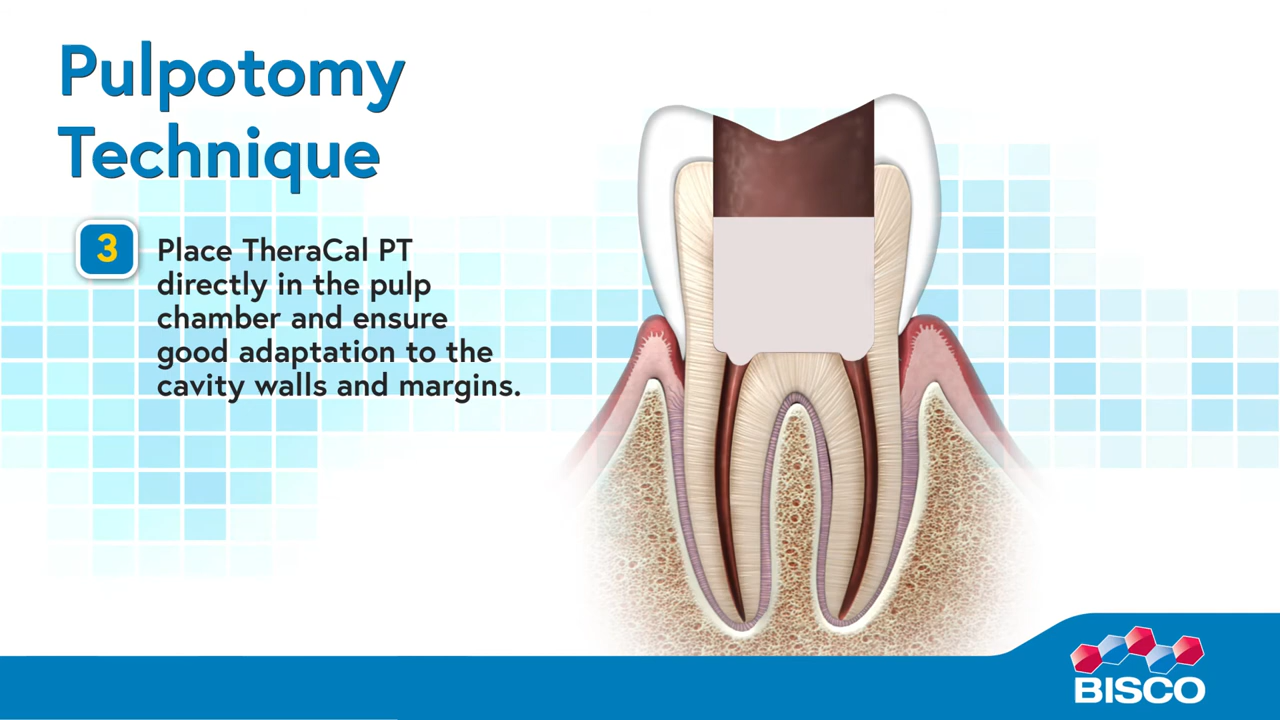 Pulpotomy
Technique
3
Place TheraCal PT
directly in the pulp
chamber and ensure
good adaptation to the
cavity walls and margins.
BISCO